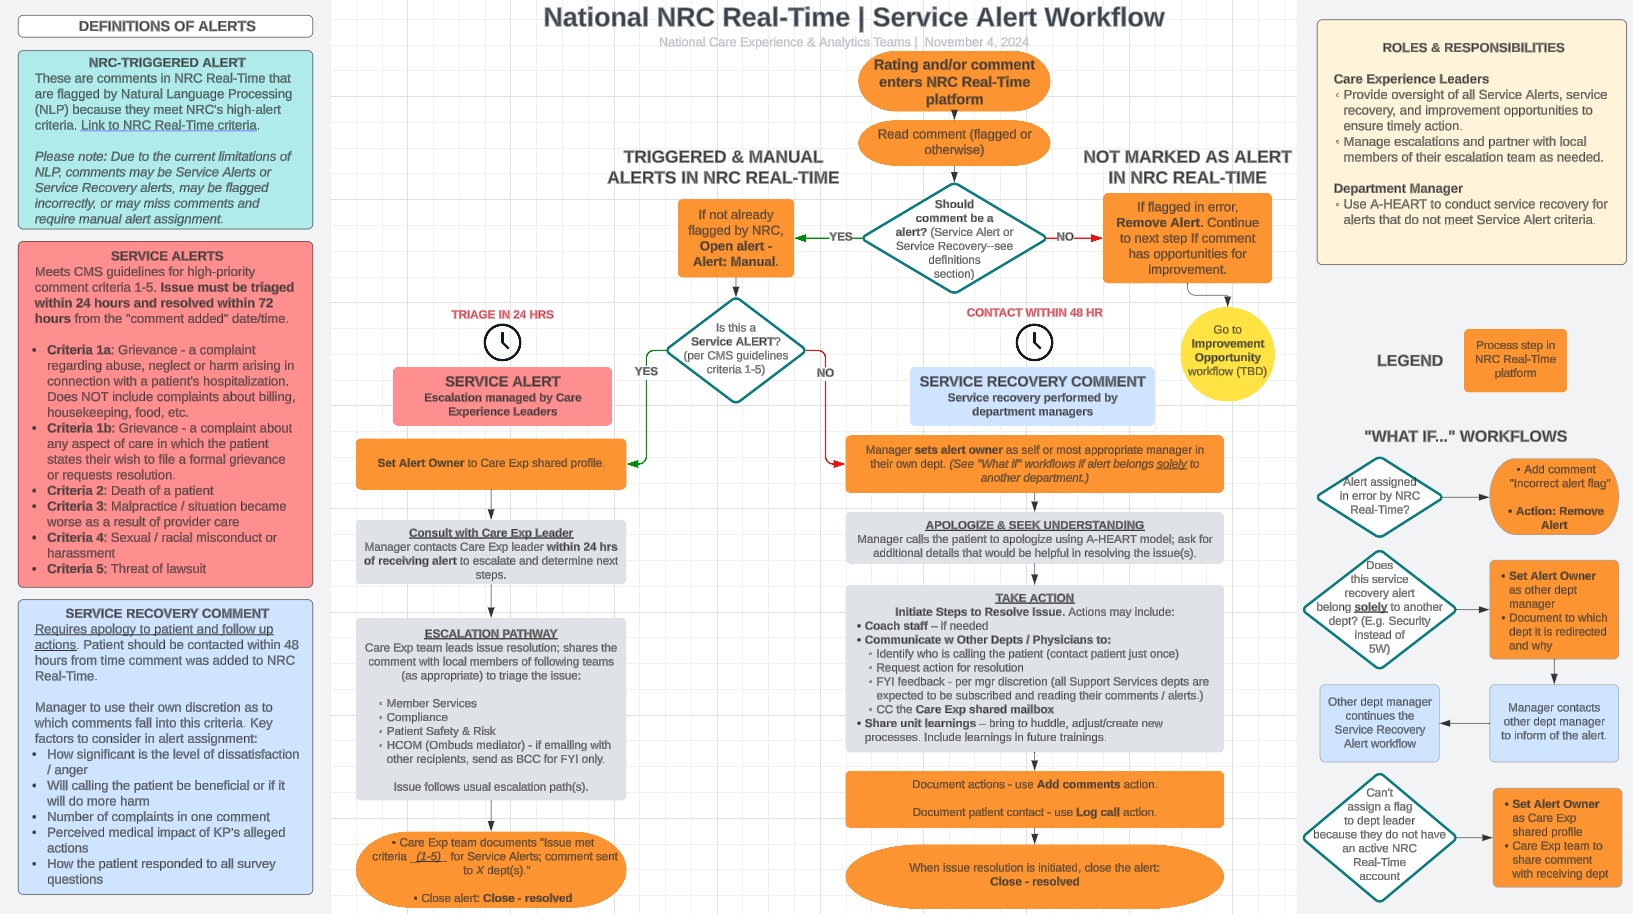 National NRC Real-Time | Service Alert Workflow
National Care Experience & Analytics Teams | November 4, 2024
DEFINITIONS OF ALERTS
NRC-TRIGGERED ALERT
These are comments in NRC Real-Time that
are flagged by Natural Language Processing
(NLP) because they meet NRC's high-alert
criteria. Link to NRC Real-Time criteria.
Please note: Due to the current limitations of
NLP, comments may be Service Alerts or
Service Recovery alerts, may be flagged
incorrectly, or may miss comments and
require manual alert assignment.
SERVICE ALERTS
Meets CMS guidelines for high-priority
comment criteria 1-5. Issue must be triaged
within 24 hours and resolved within 72
hours from the "comment added" date/time.
• Criteria 1a: Grievance - a complaint
regarding abuse, neglect or harm arising in
connection with a patient's hospitalization.
Does NOT include complaints about billing,
housekeeping, food, etc.
• Criteria 1b: Grievance - a complaint about
any aspect of care in which the patient
states their wish to file a formal grievance
or requests resolution.
• Criteria 2: Death of a patient
• Criteria 3: Malpractice / situation became
worse as a result of provider care
• Criteria 4: Sexual / racial misconduct or
harassment
• Criteria 5: Threat of lawsuit
SERVICE RECOVERY COMMENT
Requires apology to patient and follow up
actions. Patient should be contacted within 48
hours from time comment was added to NRC
Real-Time.
Manager to use their own discretion as to
which comments fall into this criteria. Key
factors to consider in alert assignment:
• How significant is the level of dissatisfaction
/ anger
• Will calling the patient be beneficial or if it
will do more harm
• Number of complaints in one comment
• Perceived medical impact of KP's alleged
actions
• How the patient responded to all survey
questions
Rating and/or comment
enters NRC Real-Time
platform
Read comment (flagged or
otherwise)
TRIGGERED & MANUAL
ALERTS IN NRC REAL-TIME
NOT MARKED AS ALERT
IN NRC REAL-TIME
Should
comment be a
alert? (Service Alert or
Service Recovery--see
definitions
section)
YES
NO
If not already
flagged by NRC,
Open alert -
Alert: Manual.
If flagged in error,
Remove Alert. Continue
to next step If comment
has opportunities for
improvement.
Go to
Improvement
Opportunity
workflow (TBD)
Is this a
Service ALERT?
(per CMS guidelines
criteria 1-5)
YES
NO
TRIAGE IN 24 HRS
SERVICE ALERT
Escalation managed by Care
Experience Leaders
Set Alert Owner to Care Exp shared profile.
Consult with Care Exp Leader
Manager contacts Care Exp leader within 24 hrs
of receiving alert to escalate and determine next
steps.
ESCALATION PATHWAY
Care Exp team leads issue resolution; shares the
comment with local members of following teams
(as appropriate) to triage the issue:
◦ Member Services
◦ Compliance
◦ Patient Safety & Risk
◦ HCOM (Ombuds mediator) - if emailing with
other recipients, send as BCC for FYI only.
Issue follows usual escalation path(s).
• Care Exp team documents "Issue met
criteria _(1-5)_ for Service Alerts; comment sent
to X dept(s)."
• Close alert: Close - resolved
CONTACT WITHIN 48 HR
SERVICE RECOVERY COMMENT
Service recovery performed by
department managers
Manager sets alert owner as self or most appropriate manager in
their own dept. (See "What If" workflows if alert belongs solely to
another department.)
APOLOGIZE & SEEK UNDERSTANDING
Manager calls the patient to apologize using A-HEART model; ask for
additional details that would be helpful in resolving the issue(s).
TAKE ACTION
Initiate Steps to Resolve Issue. Actions may include:
• Coach staff – if needed
• Communicate w Other Depts / Physicians to:
◦ Identify who is calling the patient (contact patient just once)
◦ Request action for resolution
◦ FYI feedback - per mgr discretion (all Support Services depts are
expected to be subscribed and reading their comments / alerts.)
◦ CC the Care Exp shared mailbox
• Share unit learnings – bring to huddle, adjust/create new
processes. Include learnings in future trainings.
Document actions - use Add comments action.
Document patient contact - use Log call action.
When issue resolution is initiated, close the alert:
Close - resolved
ROLES & RESPONSIBILITIES
Care Experience Leaders
◦ Provide oversight of all Service Alerts, service
recovery, and improvement opportunities to
ensure timely action.
◦ Manage escalations and partner with local
members of their escalation team as needed.
Department Manager
◦ Use A-HEART to conduct service recovery for
alerts that do not meet Service Alert criteria.
LEGEND
Process step in
NRC Real-Time
platform
"WHAT IF..." WORKFLOWS
Alert assigned
in error by NRC
Real-Time?
• Add comment
"Incorrect alert flag"
• Action: Remove
Alert
Does
this service
recovery alert
belong solely to another
dept? (E.g. Security
instead of
5W)
• Set Alert Owner
as other dept
manager
• Document to which
dept it is redirected
and why
Other dept manager
continues the
Service Recovery
Alert workflow
Manager contacts
other dept manager
to inform of the alert.
Can't
assign a flag
to dept leader
because they do not have
an active NRC
Real-Time
account
• Set Alert Owner
as Care Exp
shared profile
• Care Exp team to
share comment
with receiving dept